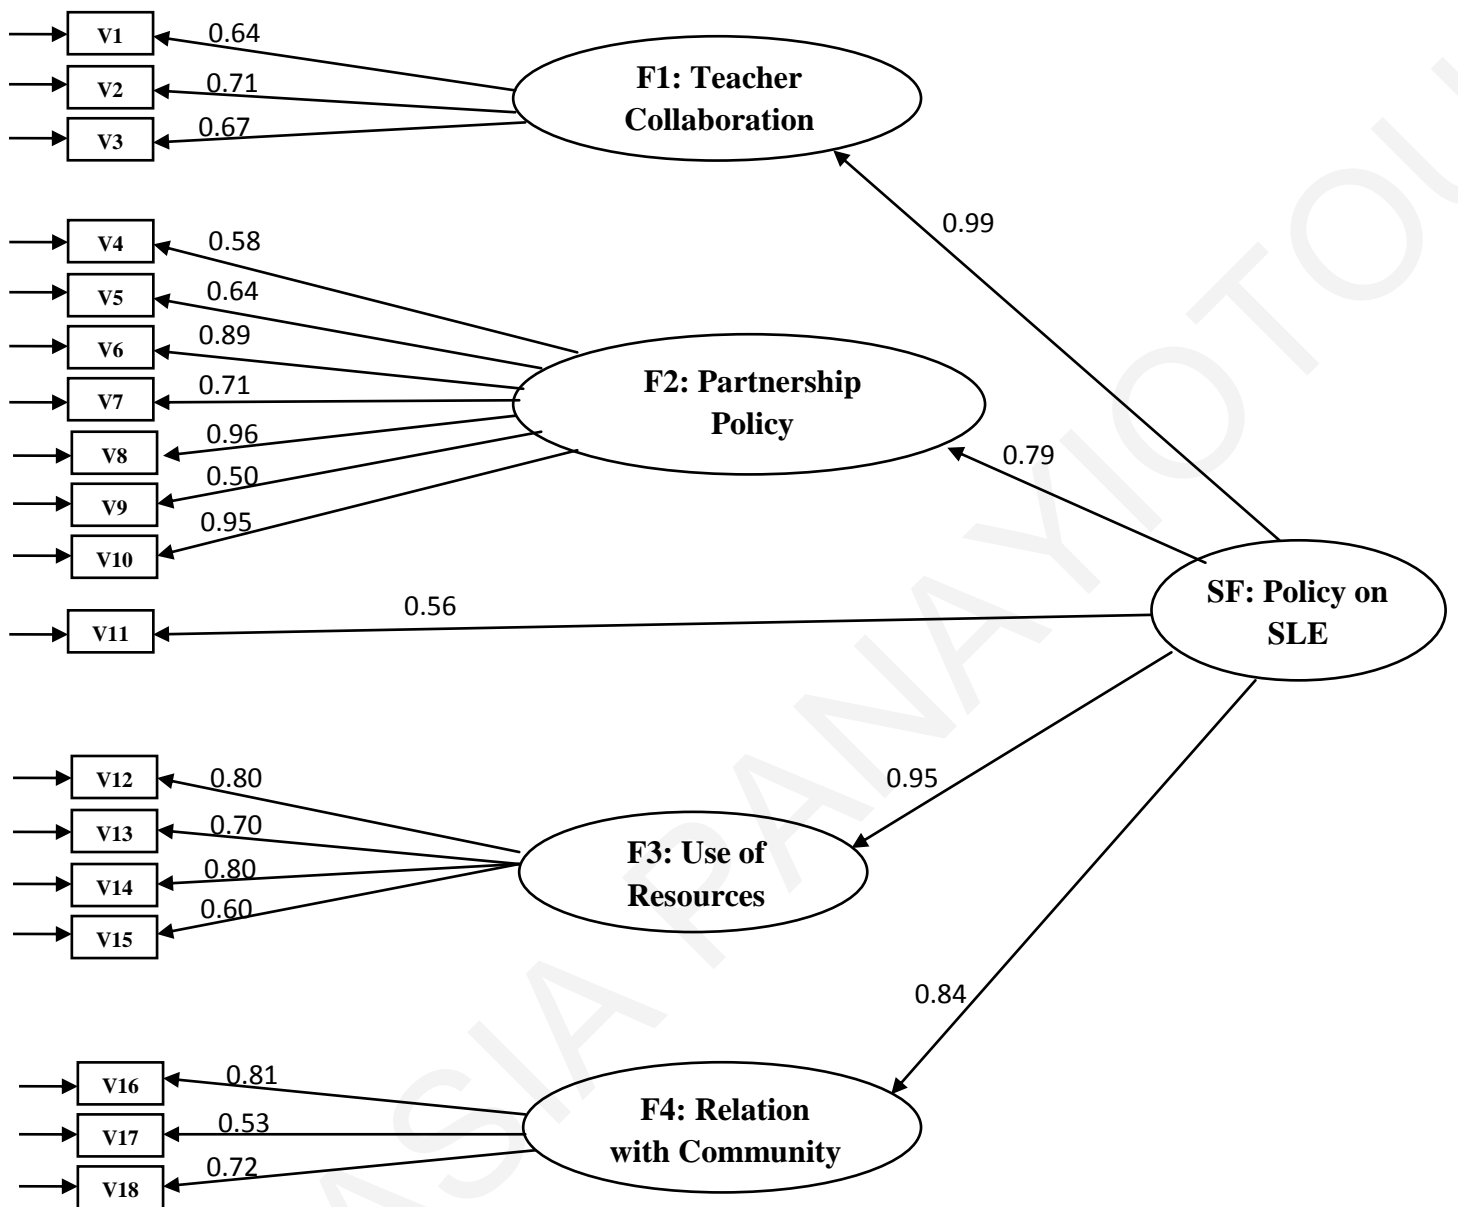 V1
0.64
V2
0.71
V3
0.67
F1: Teacher
Collaboration
0.99
V4
0.58
V5
0.64
V6
0.89
V7
0.71
V8
0.96
V9
0.50
V10
0.95
F2: Partnership
Policy
0.79
V11
0.56
SF: Policy on
SLE
V12
0.80
V13
0.70
V14
0.80
V15
0.60
F3: Use of
Resources
0.95
0.84
V16
0.81
V17
0.53
V18
0.72
F4: Relation
with Community
ASIA PANAYIOTOU